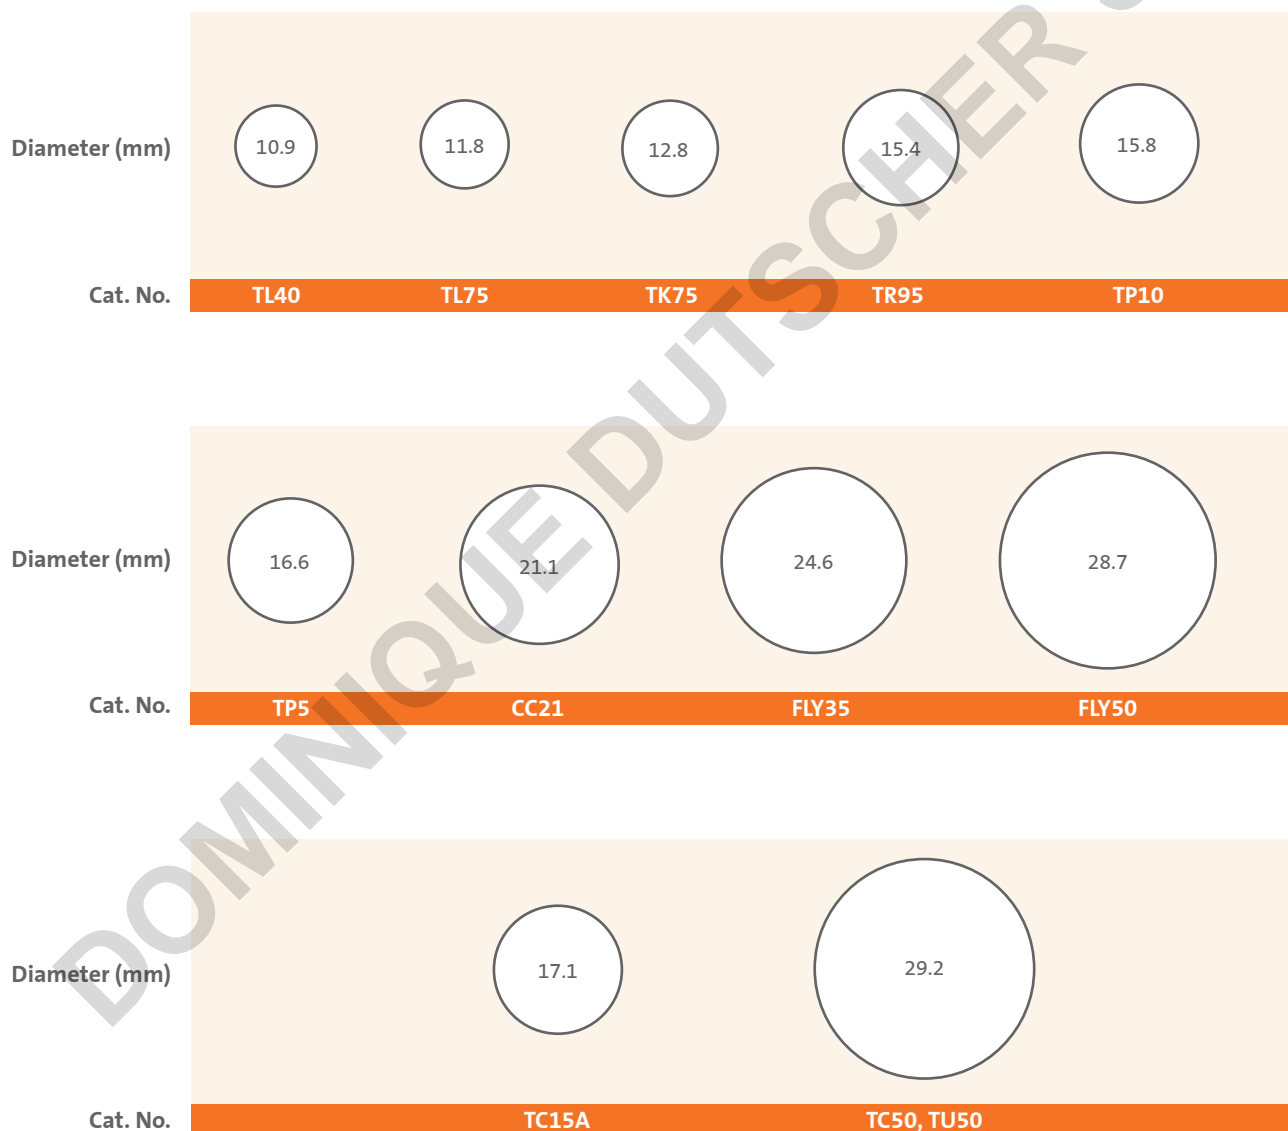 Diameter (mm) 10.9 11.8 12.8 15.4 15.8
Cat. No. TL40 TL75 TK75 TR95 TP10
Diameter (mm) 16.6 21.1 24.6 28.7
Cat. No. TP5 CC21 FLY35 FLY50
Diameter (mm) 17.1 29.2
Cat. No. TC15A TC50, TU50
DOMINIQUE DUTSCHER